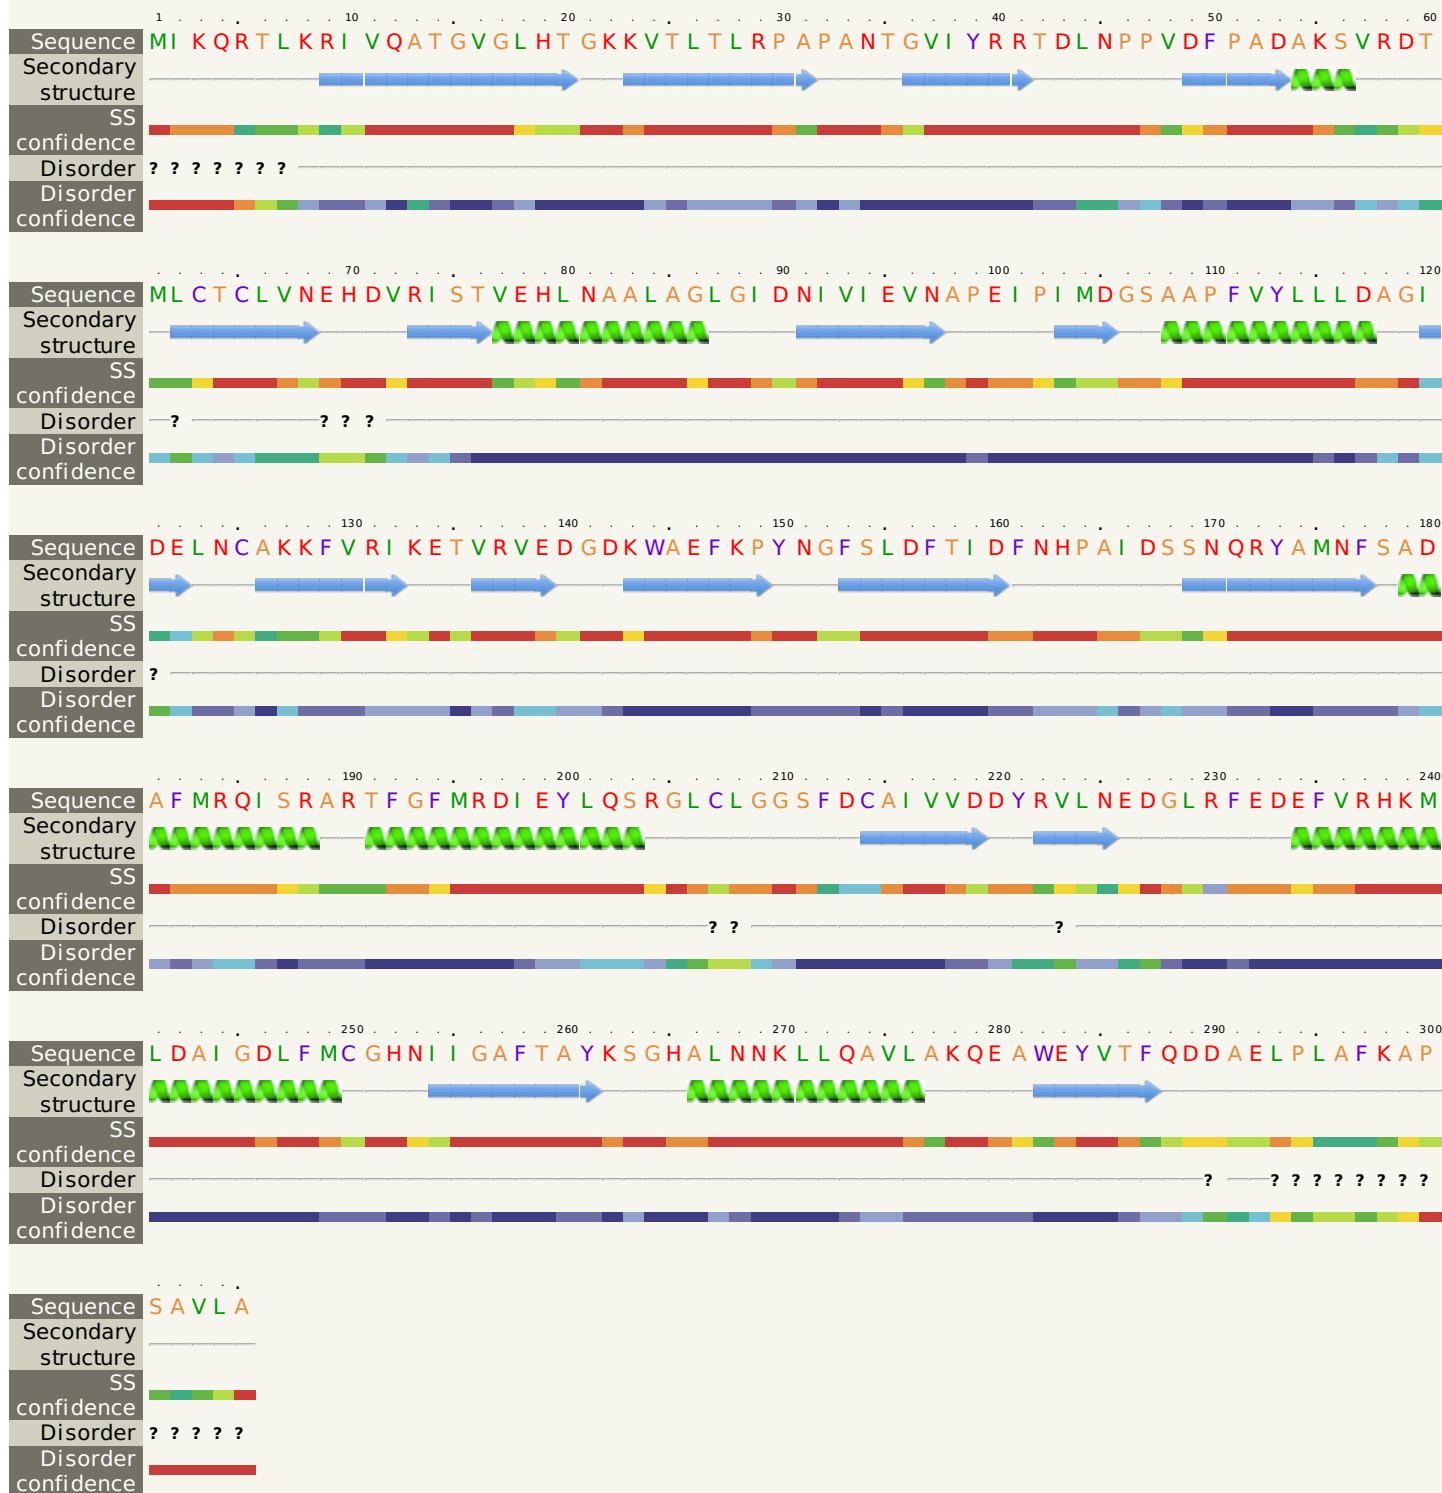 1 10 20 30 40 50 60
Sequence MIKQRTLKRIVQATGVGLHTGKKVTLTLRPAPANTGVIYRRTDLNPPVDFPADAKSVRDT
Secondary
structure
SS
confidence
Disorder ? ? ? ? ? ? ?
Disorder
confidence
70 80 90 100 110 120
Sequence MLCTCLVNEHDVRISTVEHLNAALAGLGIDNIVIEVNAPEIPIMDGSAAPFVYLLLDAGI
Secondary
structure
SS
confidence
Disorder ? ? ? ?
Disorder
confidence
130 140 150 160 170 180
Sequence DELNCAKKFVRIKETVRVEDGDKWAEFKPYNGFSLDFTIDFNHPAIDSSNQRYAMNFSAD
Secondary
structure
SS
confidence
Disorder ?
Disorder
confidence
190 200 210 220 230 240
Sequence AFMRQISRARTFGFMRDIEYLQSRGLCLGGSFDCAIVVDDYRVLNEDGLRFEDEFVRHKM
Secondary
structure
SS
confidence
Disorder ? ? ?
Disorder
confidence
250 260 270 280 290 300
Sequence LDAIGDLFMCGHNIIGAFTAYKSGHALNNKLLQAVLAKQEAWEYVTFQDDAELPLAFKAP
Secondary
structure
SS
confidence
Disorder ? ? ? ? ? ? ? ? ?
Disorder
confidence
Sequence SAVLA
Secondary
structure
SS
confidence
Disorder ? ? ? ? ?
Disorder
confidence